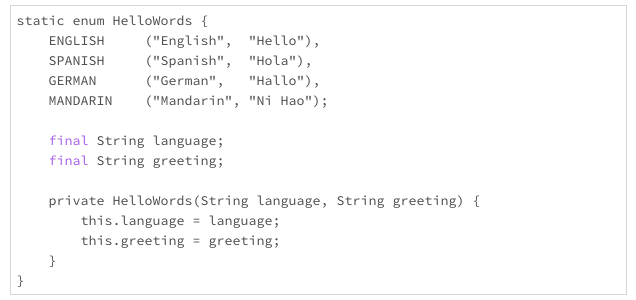 static enum HelloWords {
    ENGLISH     ("English",  "Hello"),
    SPANISH     ("Spanish",  "Hola"),
    GERMAN      ("German",   "Hallo"),
    MANDARIN    ("Mandarin", "Ni Hao");

    final String language;
    final String greeting;

    private HelloWords(String language, String greeting) {
        this.language = language;
        this.greeting = greeting;
    }
}